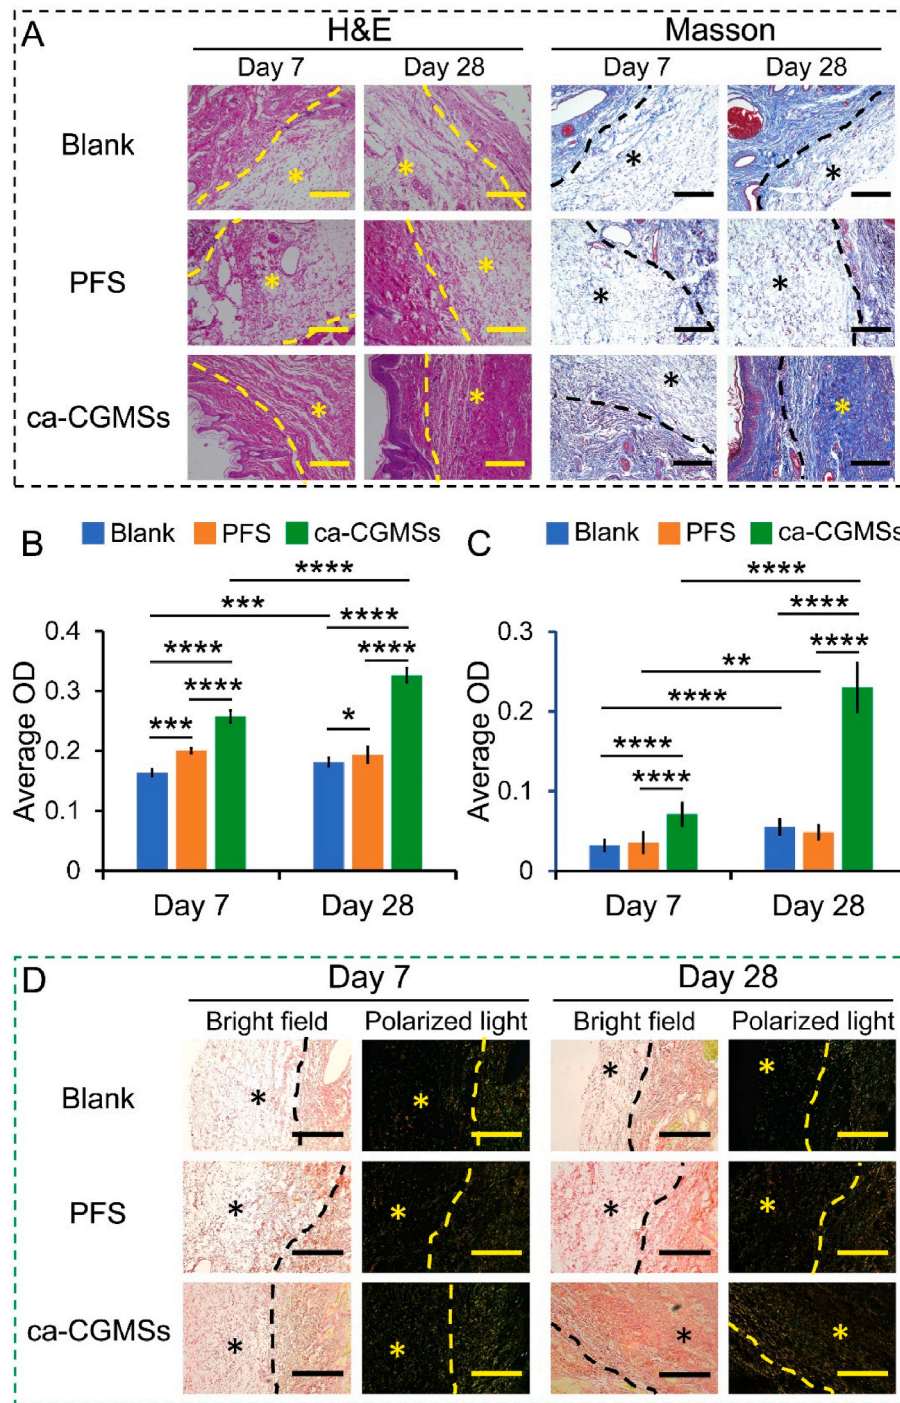 A
H&E
Masson
Day 7
Day 28
Day 7
Day 28
Blank
*
*
*
*
PFS
*
*
*
*
ca-CGMSs
*
*
*
*
B
Blank
PFS
ca-CGMSs
Average OD
0.4
0.3
0.2
0.1
0
****
***
****
****
****
****
***
*
Day 7
Day 28
C
Blank
PFS
ca-CGMSs
Average OD
0.3
0.2
0.1
0
****
****
**
****
****
****
****
Day 7
Day 28
D
Day 7
Day 28
Bright field
Polarized light
Bright field
Polarized light
Blank
*
*
*
*
PFS
*
*
*
*
ca-CGMSs
*
*
*
*